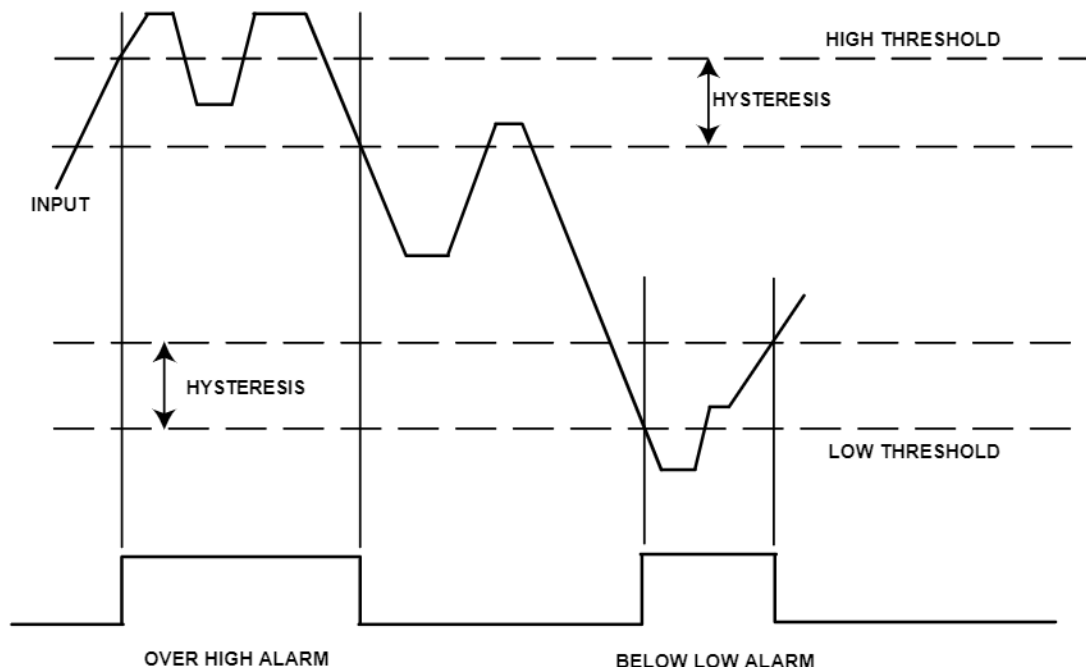 HIGH THRESHOLD
HYSTERESIS
INPUT
HYSTERESIS
LOW THRESHOLD
OVER HIGH ALARM
BELOW LOW ALARM